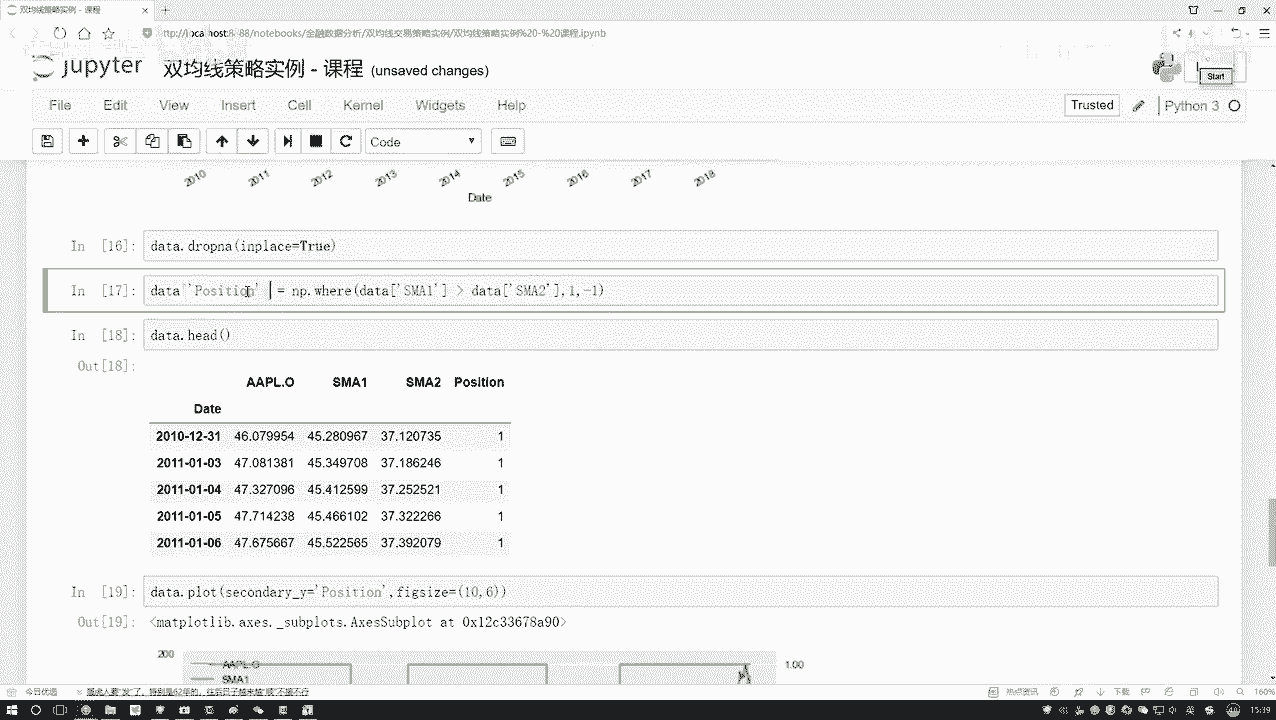 双均线策略实例 - 课程
localhost:8888/notebooks/金融数据分析/双均线交易策略实例/双均线策略实例%20-%20课程.ipynb
jupyter 双均线策略实例 - 课程 (unsaved changes)
Start
File Edit View Insert Cell Kernel Widgets Help
Trusted Python 3
Code
2010 2011 2012 2013 2014 2015 2016 2017 2018
Date
In [16]: data.dropna(inplace=True)
In [17]: data'Position' = np.where(data['SMA1'] > data['SMA2'],1,-1)
In [18]: data.head()
Out[18]:
AAPL.O SMA1 SMA2 Position
Date
2010-12-31 46.079954 45.280967 37.120735 1
2011-01-03 47.081381 45.349708 37.186246 1
2011-01-04 47.327096 45.412599 37.252521 1
2011-01-05 47.714238 45.466102 37.322266 1
2011-01-06 47.675667 45.522565 37.392079 1
In [19]: data.plot(secondary_y='Position',figsize=(10,6))
Out[19]: <matplotlib.axes._subplots.AxesSubplot at 0x12c33678a90>
200 AAPL.O 1.00
SMA1
今日优选
热点资讯 下载 160%
15:19